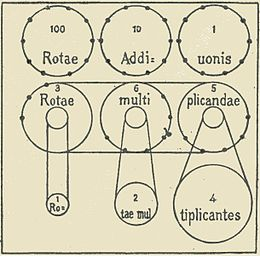 100 10 1
Rotae Addi= uonis
3 6 5
Rotae multi plicandae
1 2 4
Ro= tae mul tiplicantes